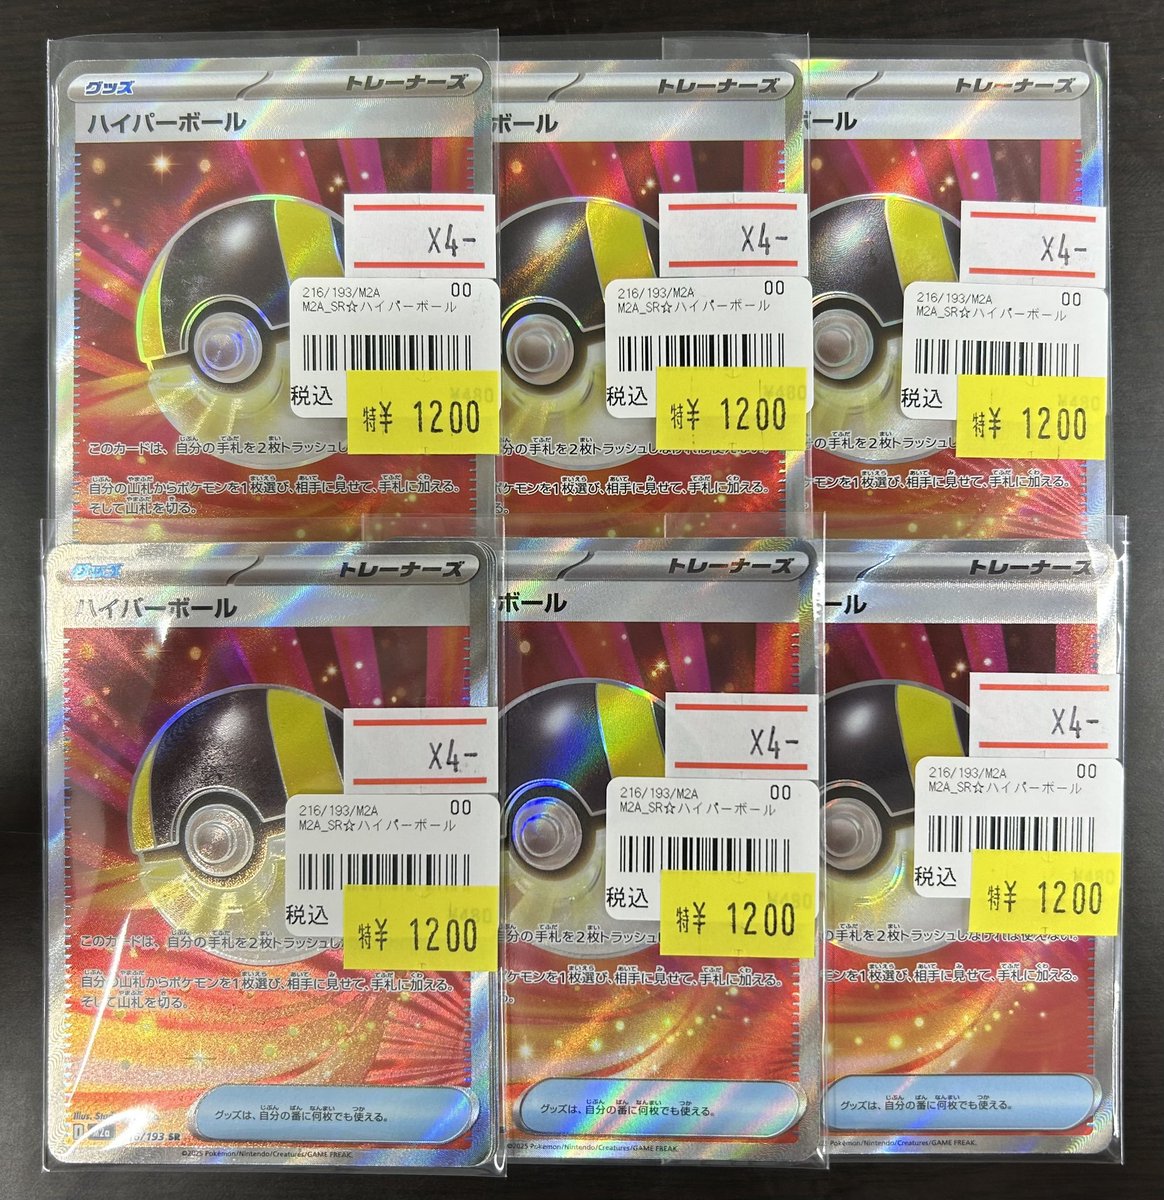 グッズ トレーナーズ
ハイパーボール
X4-
216/193/M2A 00
M2A_SR☆ハイパーボール
税込
特¥ 1200
このカードは、自分の手札を2枚トラッシュし
自分の山札からポケモンを1枚選び、相手に見せて、手札に加える。
そして山札を切る。
トレーナーズ
ボール
X4-
216/193/M2A 00
M2A_SR☆ハイパーボール
税込
¥480
特¥ 1200
分の手札を2枚トラッシュしなければ使えない。
ポケモンを1枚選び、相手に見せて、手札に加える。
トレーナーズ
ボール
X4-
216/193/M2A 00
M2A_SR☆ハイパーボール
税込
¥480
特¥ 1200
の手札を2枚トラッシュ
を1枚選び、相手に見せて、手札に加える。
グッズ トレーナーズ
ハイパーボール
X4-
216/193/M2A 00
M2A_SR☆ハイパーボール
税込
特¥ 1200
このカードは、自分の手札を2枚トラッシュし
自分の山札からポケモンを1枚選び、相手に見せて、手札に加える。
そして山札を切る。
グッズは、自分の番に何枚でも使える。
Illus.
/193 SR
©2025 Pokémon/Nintendo/Creatures/GAME FREAK.
トレーナーズ
ボール
X4-
216/193/M2A 00
M2A_SR☆ハイパーボール
税込
特¥ 1200
分の手札を2枚トラッシュし
ポケモンを1枚選び、相手に見せて、手札に加える。
グッズは、自分の番に何枚でも使える。
©2025 Pokémon/Nintendo/Creatures/GAME FREAK.
トレーナーズ
ール
X4-
216/193/M2A 00
M2A_SR☆ハイパーボール
税込
¥480
特¥ 1200
の手札を2枚トラッシュしなければ使えない。
を1枚選び、相手に見せて、手札に加える。
グッズは、自分の番に何枚でも使える。
Pokémon/Nintendo/Creatures/GAME FREAK.